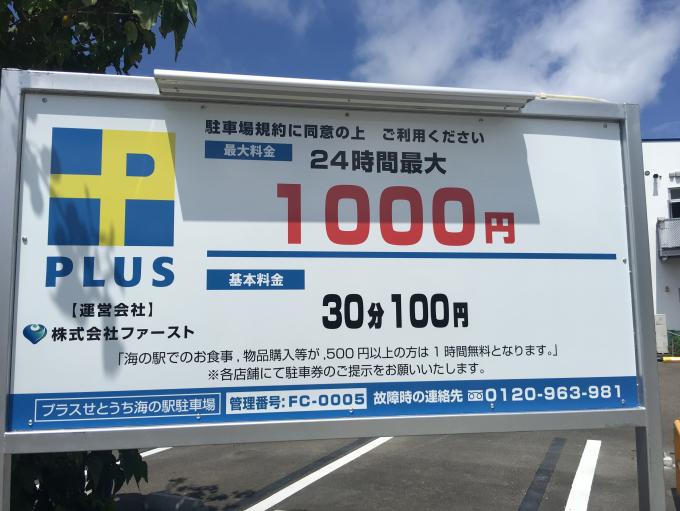 駐車場規約に同意の上　ご利用ください
最大料金
24時間最大
1000円
P
PLUS
基本料金
30分100円
【運営会社】
株式会社ファースト
「海の駅でのお食事,物品購入等が,500円以上の方は1時間無料となります。」
※各店舗にて駐車券のご提示をお願いいたします。
プラスせとうち海の駅駐車場 管理番号:FC-0005 故障時の連絡先 0120-963-981